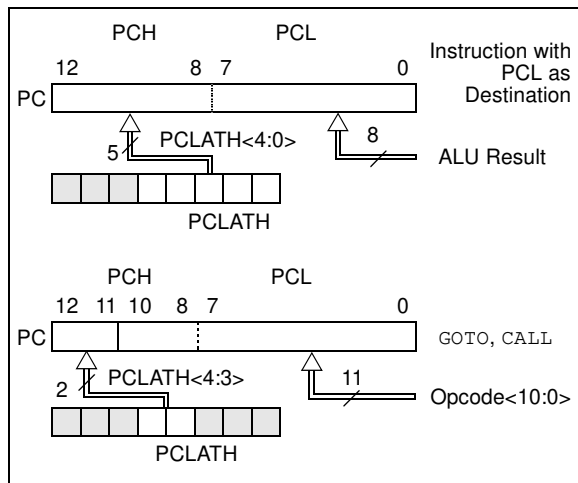 PCH PCL
12 8 7 0
Instruction with
PCL as
Destination
PC
5 PCLATH<4:0> 8
ALU Result
PCLATH
PCH PCL
12 11 10 8 7 0
PC GOTO, CALL
2 PCLATH<4:3> 11
Opcode<10:0>
PCLATH